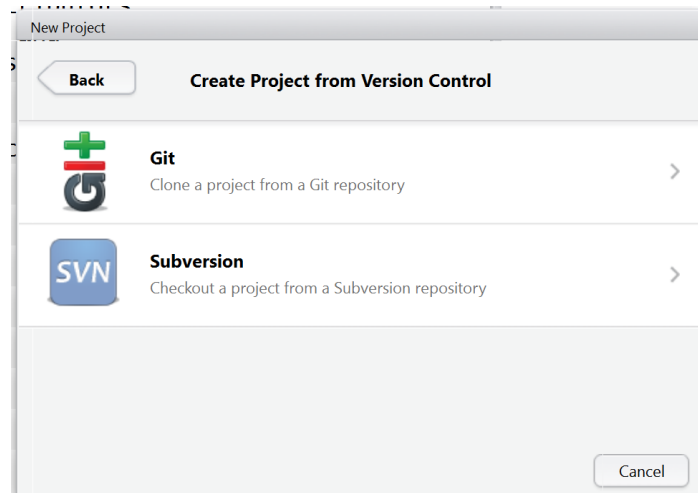 New Project
Back
Create Project from Version Control
Git
Clone a project from a Git repository
SVN
Subversion
Checkout a project from a Subversion repository
Cancel